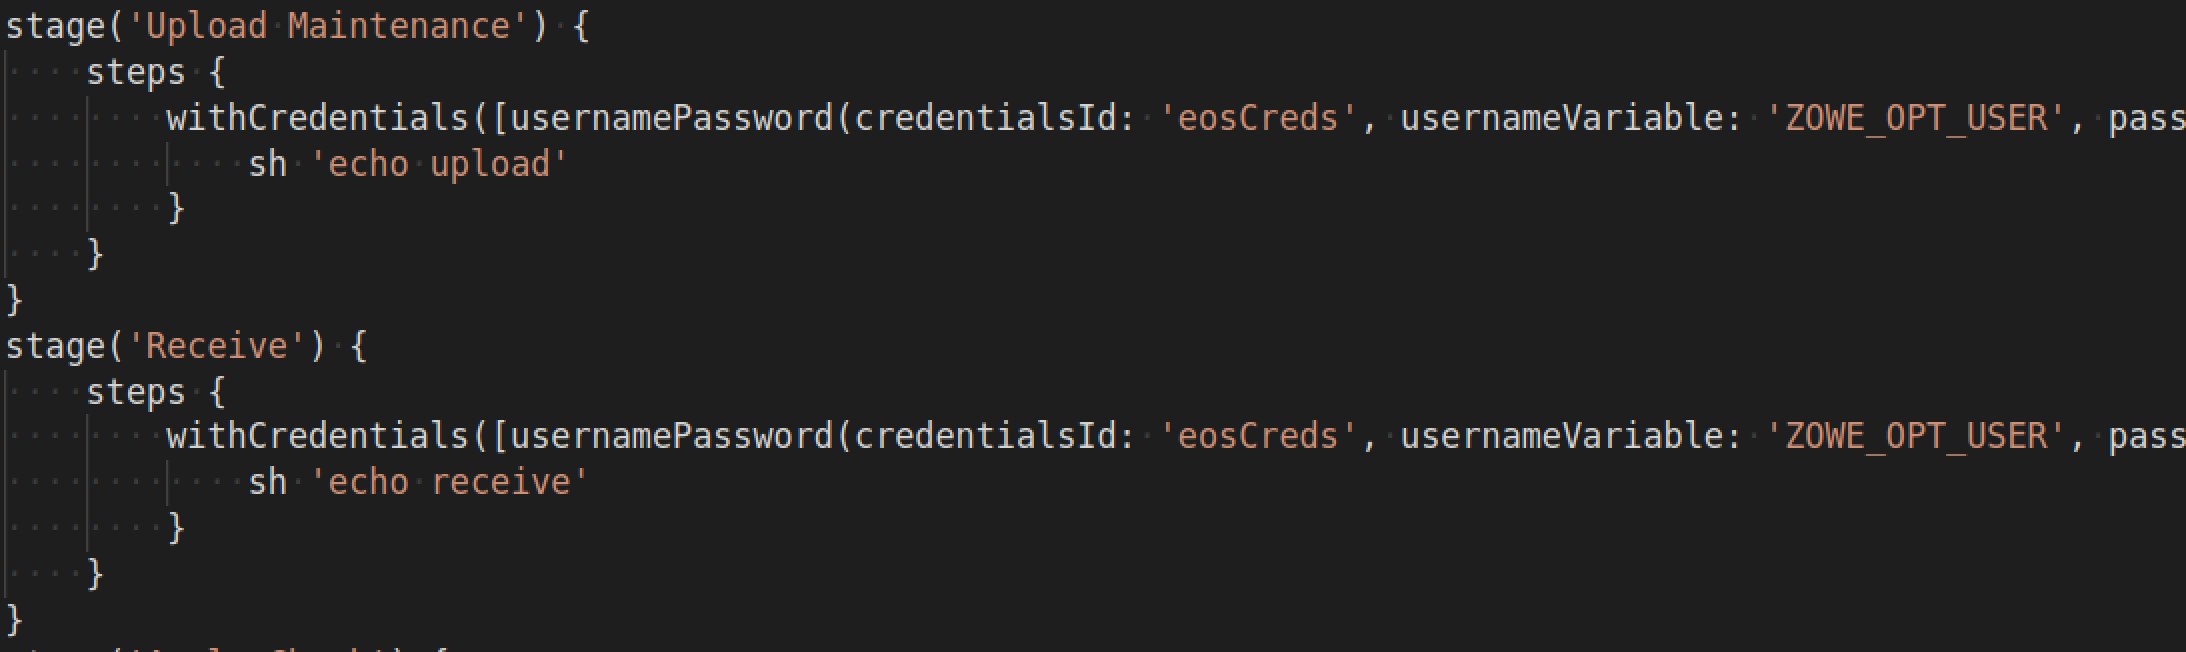 stage('Upload Maintenance') {
    steps {
        withCredentials([usernamePassword(credentialsId: 'eosCreds', usernameVariable: 'ZOWE_OPT_USER', pass
            sh 'echo upload'
        }
    }
}
stage('Receive') {
    steps {
        withCredentials([usernamePassword(credentialsId: 'eosCreds', usernameVariable: 'ZOWE_OPT_USER', pass
            sh 'echo receive'
        }
    }
}